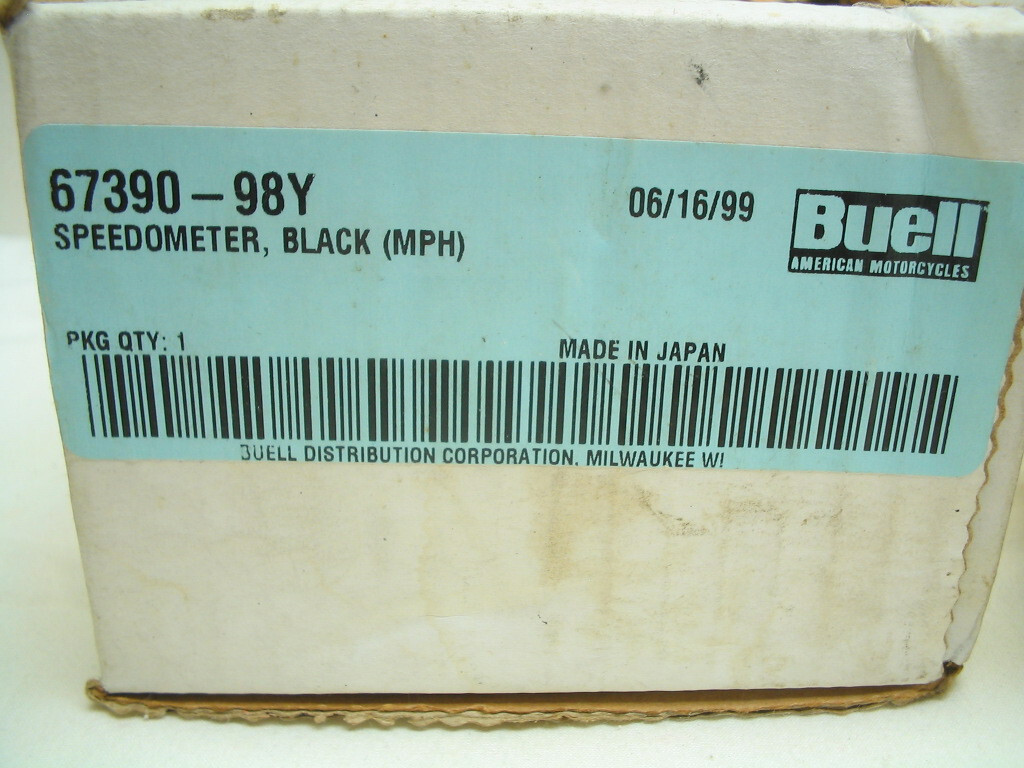 67390-98Y
06/16/99
SPEEDOMETER, BLACK (MPH)
Buell
AMERICAN MOTORCYCLES
PKG QTY: 1
MADE IN JAPAN
BUELL DISTRIBUTION CORPORATION, MILWAUKEE WI